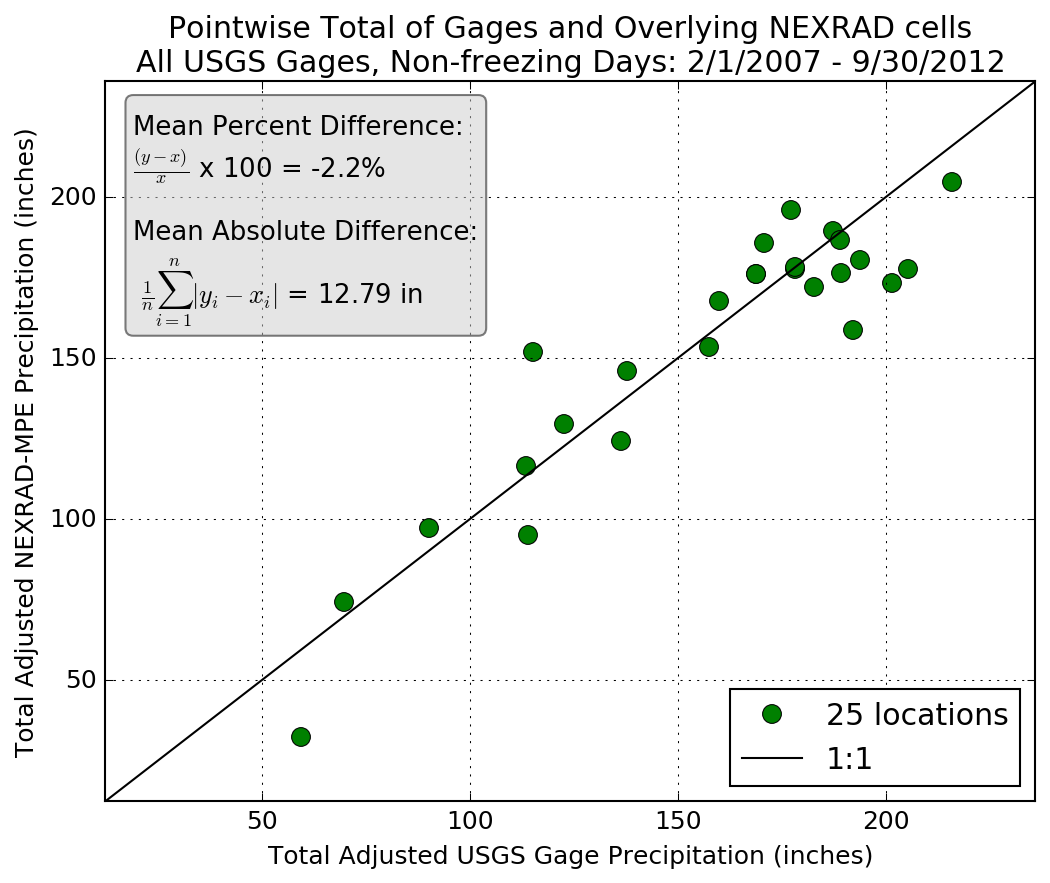 Pointwise Total of Gages and Overlying NEXRAD cells
All USGS Gages, Non-freezing Days: 2/1/2007 - 9/30/2012
Mean Percent Difference:
(y−x)/x x 100 = -2.2%
Mean Absolute Difference:
1/n ∑_{i=1}^{n} |y_i − x_i| = 12.79 in
Total Adjusted NEXRAD-MPE Precipitation (inches)
200
150
100
50
25 locations
1:1
50 100 150 200
Total Adjusted USGS Gage Precipitation (inches)